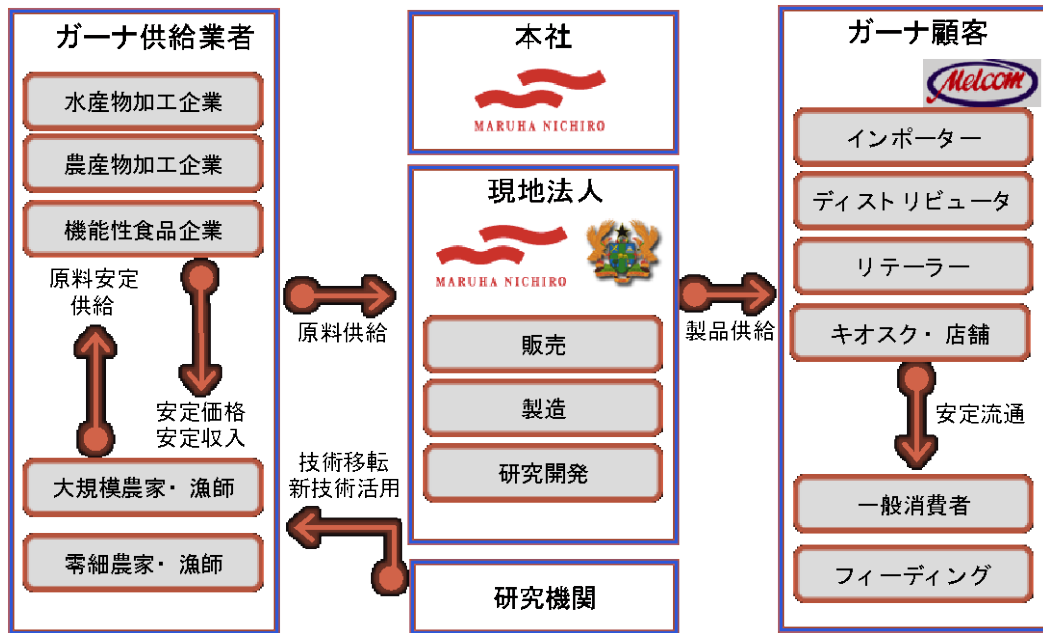 ガーナ供給業者
水産物加工企業
農産物加工企業
機能性食品企業
原料安定
供給
安定価格
安定収入
大規模農家・漁師
零細農家・漁師
原料供給
技術移転
新技術活用
本社
MARUHA NICHIRO
現地法人
MARUHA NICHIRO
販売
製造
研究開発
研究機関
製品供給
ガーナ顧客
Melcom
インポーター
ディストリビュータ
リテーラー
キオスク・店舗
安定流通
一般消費者
フィーディング